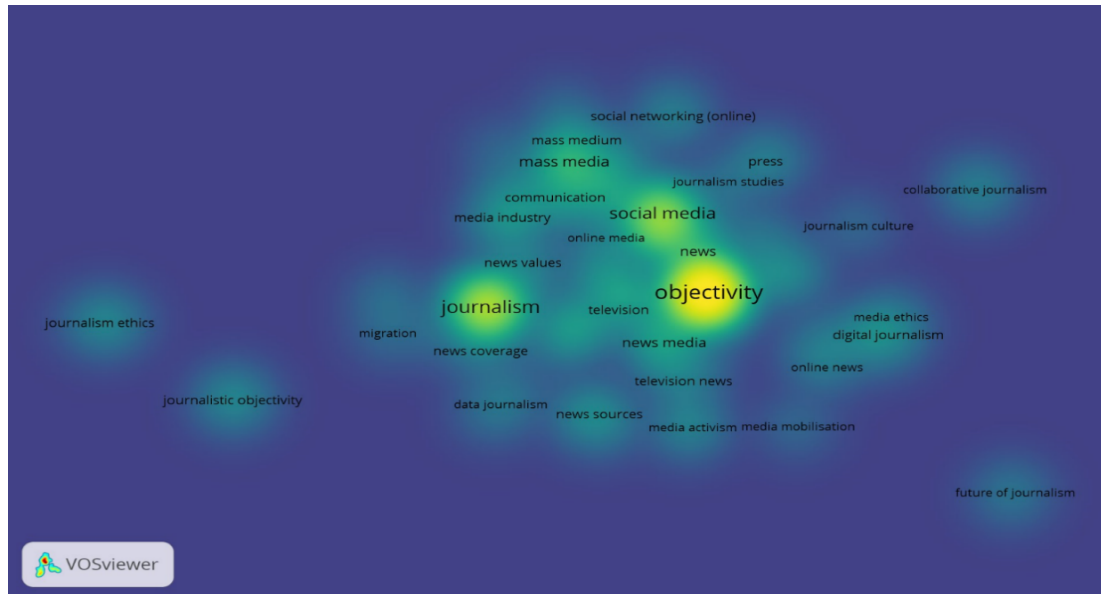 social networking (online)
mass medium
mass media
press
journalism studies
collaborative journalism
communication
media industry
social media
journalism culture
online media
news
news values
objectivity
journalism
television
media ethics
journalism ethics
migration
digital journalism
news media
news coverage
online news
television news
journalistic objectivity
data journalism
news sources
media activism
media mobilisation
future of journalism
VOSviewer